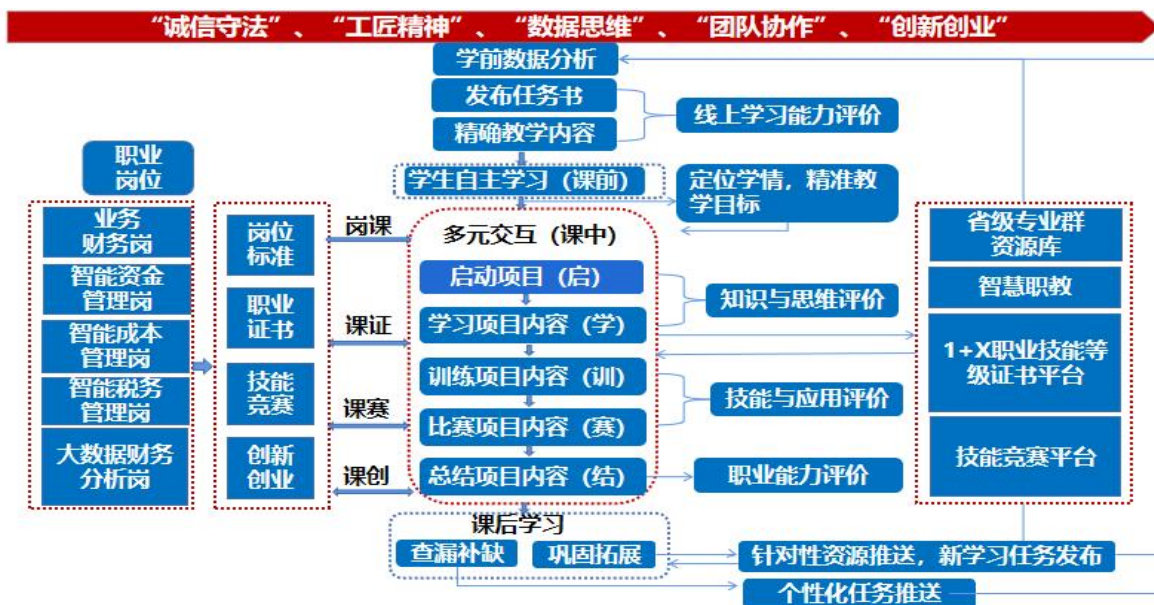 “诚信守法”、 “工匠精神”、 “数据思维”、 “团队协作”、 “创新创业”
学前数据分析
发布任务书
精确教学内容
线上学习能力评价
学生自主学习（课前）
定位学情，精准教
学目标
职业
岗位
业务
财务岗
智能资金
管理岗
智能成本
管理岗
智能税务
管理岗
大数据财务
分析岗
岗位
标准
职业
证书
技能
竞赛
创新
创业
岗课
课证
课赛
课创
多元交互（课中）
启动项目（启）
学习项目内容（学）
训练项目内容（训）
比赛项目内容（赛）
总结项目内容（结）
知识与思维评价
技能与应用评价
职业能力评价
省级专业群
资源库
智慧职教
1+X职业技能等
级证书平台
技能竞赛平台
课后学习
查漏补缺
巩固拓展
针对性资源推送，新学习任务发布
个性化任务推送